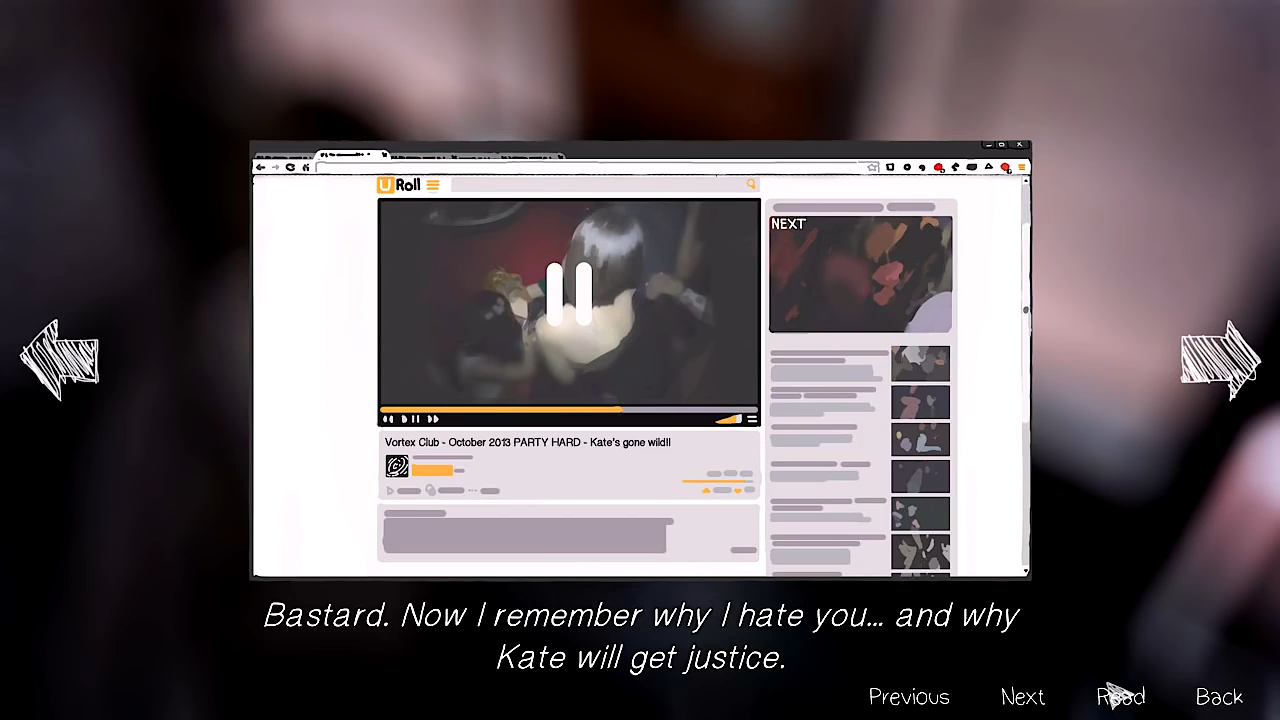 U Roll
NEXT
Vortex Club - October 2013 PARTY HARD - Kate's gone wild!!
Bastard. Now I remember why I hate you... and why
Kate will get justice.
Previous Next Read Back